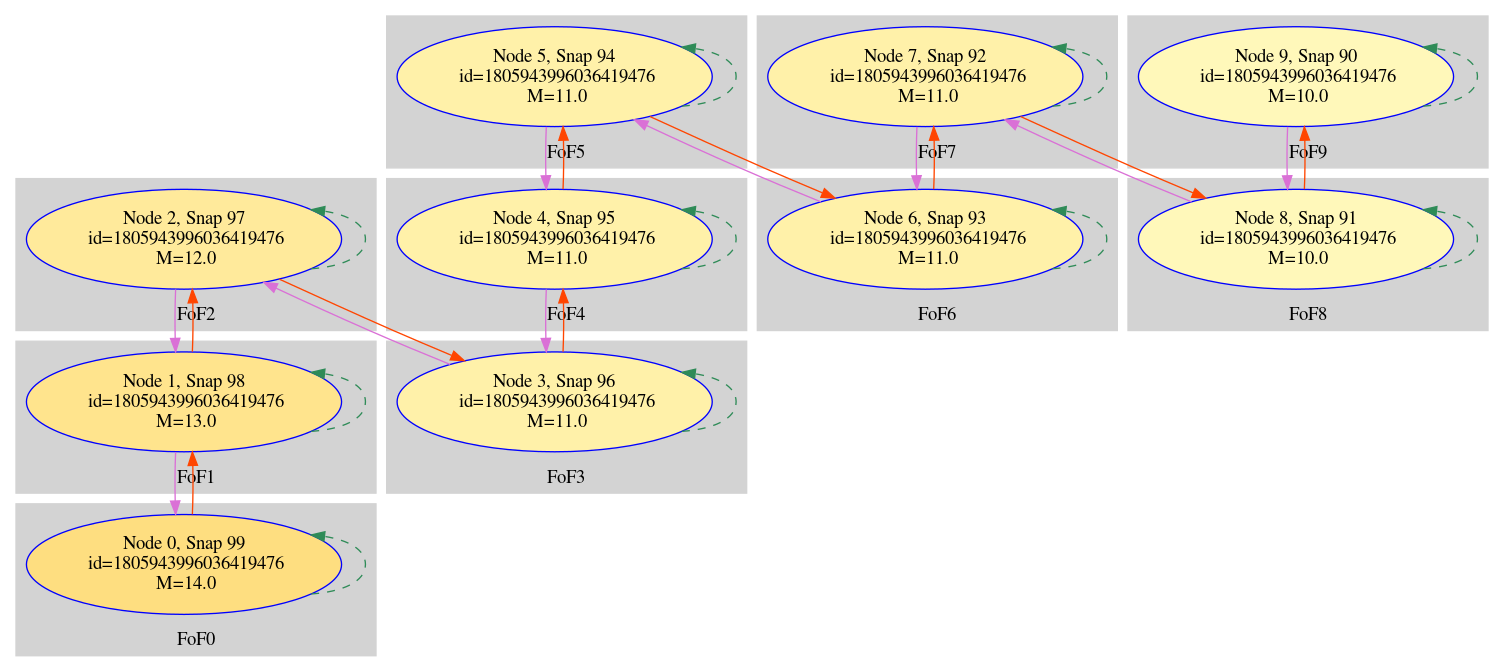 Node 5, Snap 94
id=1805943996036419476
M=11.0
FoF5
Node 7, Snap 92
id=1805943996036419476
M=11.0
FoF7
Node 9, Snap 90
id=1805943996036419476
M=10.0
FoF9
Node 2, Snap 97
id=1805943996036419476
M=12.0
FoF2
Node 4, Snap 95
id=1805943996036419476
M=11.0
FoF4
Node 6, Snap 93
id=1805943996036419476
M=11.0
FoF6
Node 8, Snap 91
id=1805943996036419476
M=10.0
FoF8
Node 1, Snap 98
id=1805943996036419476
M=13.0
FoF1
Node 3, Snap 96
id=1805943996036419476
M=11.0
FoF3
Node 0, Snap 99
id=1805943996036419476
M=14.0
FoF0